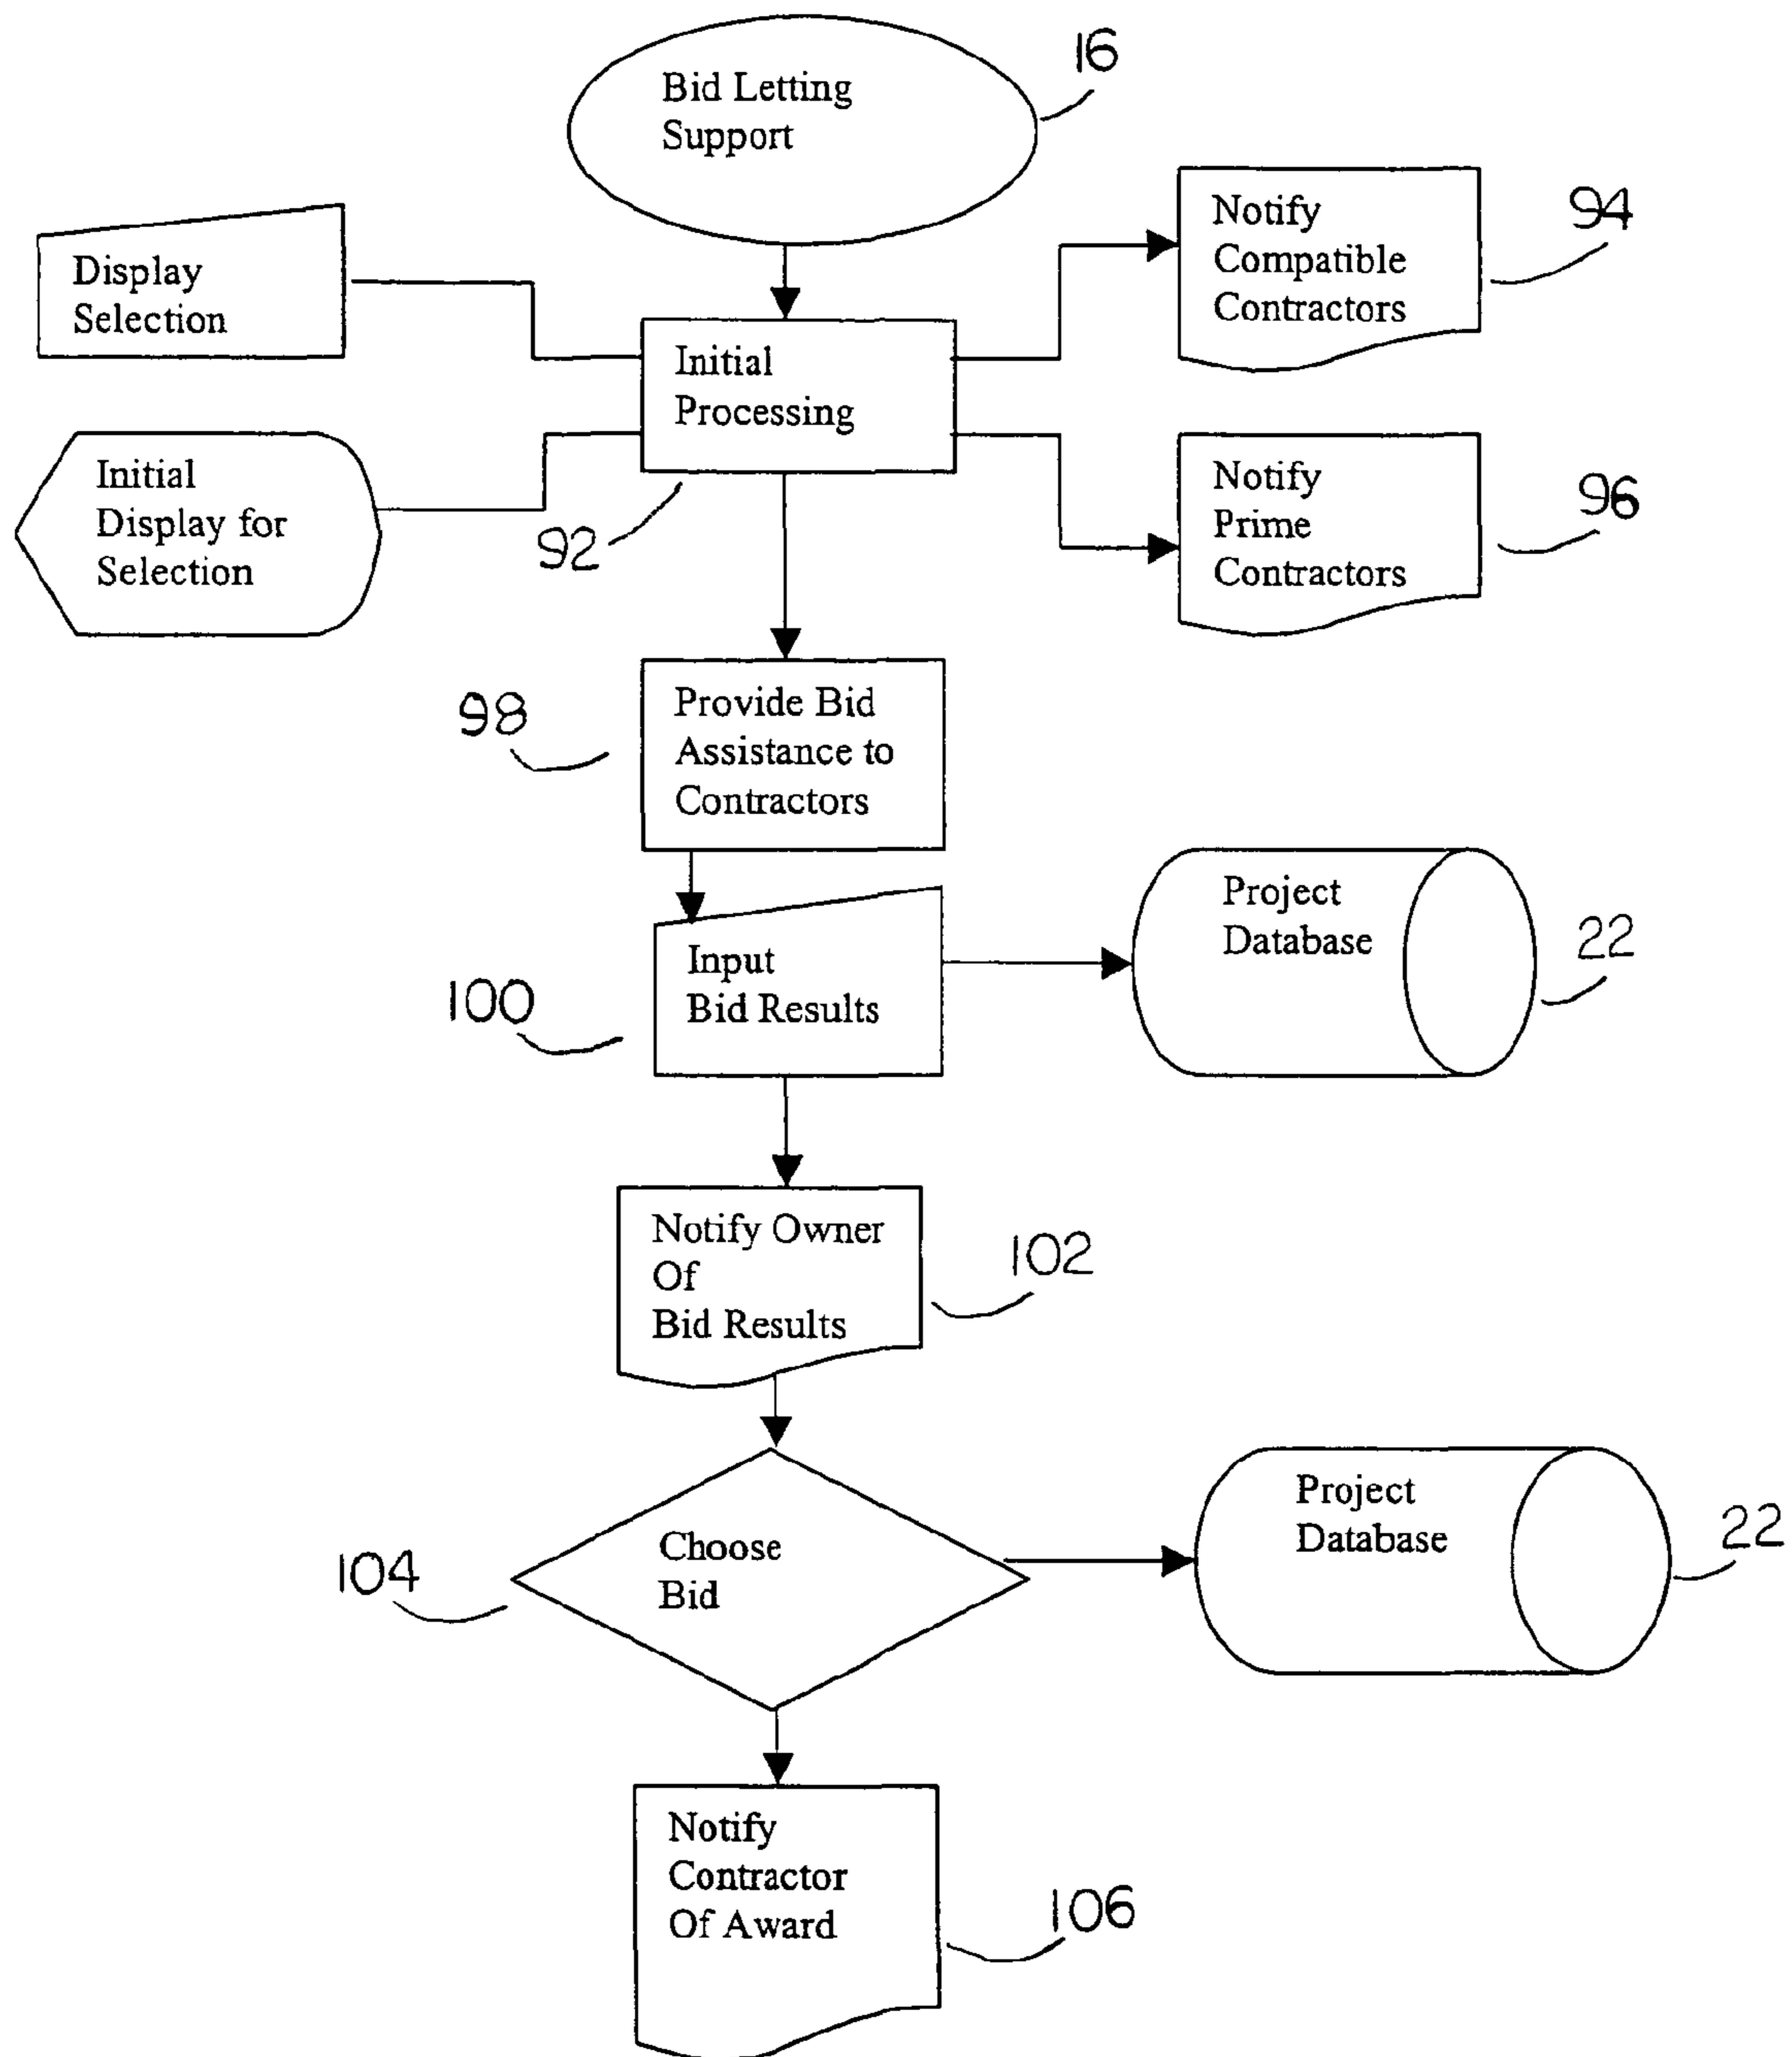 Bid Letting
Support
16
Display
Selection
Notify
Compatible
Contractors
94
Initial
Processing
92
Initial
Display for
Selection
Notify
Prime
Contractors
96
Provide Bid
Assistance to
Contractors
98
Input
Bid Results
100
Project
Database
22
Notify Owner
Of
Bid Results
102
Choose
Bid
104
Project
Database
22
Notify
Contractor
Of Award
106